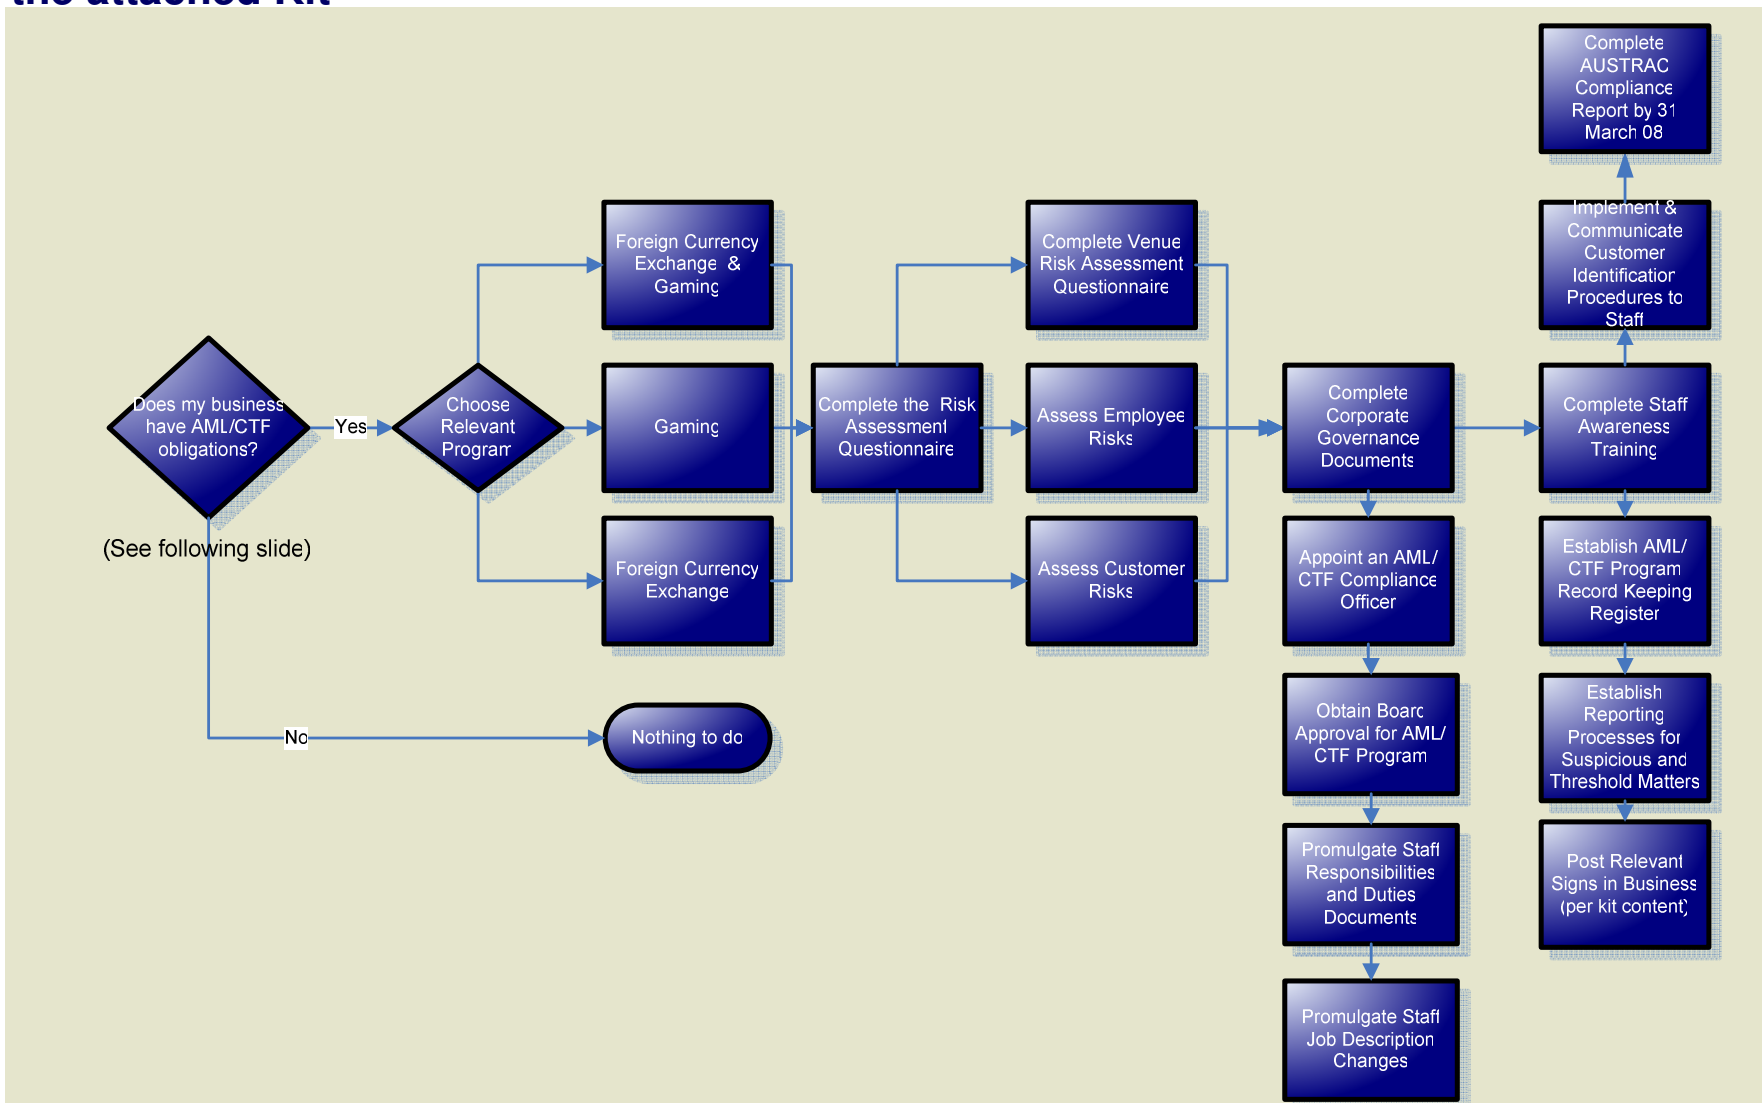 the attached Kit
Does my business
have AML/CTF
obligations?
(See following slide)
Yes
No
Choose
Relevant
Program
Foreign Currency
Exchange &
Gaming
Gaming
Foreign Currency
Exchange
Nothing to do
Complete the Risk
Assessment
Questionnaire
Complete Venue
Risk Assessment
Questionnaire
Assess Employee
Risks
Assess Customer
Risks
Complete
Corporate
Governance
Documents
Appoint an AML/
CTF Compliance
Officer
Obtain Board
Approval for AML/
CTF Program
Promulgate Staff
Responsibilities
and Duties
Documents
Promulgate Staff
Job Description
Changes
Complete
AUSTRAC
Compliance
Report by 31
March 08
Implement &
Communicate
Customer
Identification
Procedures to
Staff
Complete Staff
Awareness
Training
Establish AML/
CTF Program
Record Keeping
Register
Establish
Reporting
Processes for
Suspicious and
Threshold Matters
Post Relevant
Signs in Business
(per kit content)